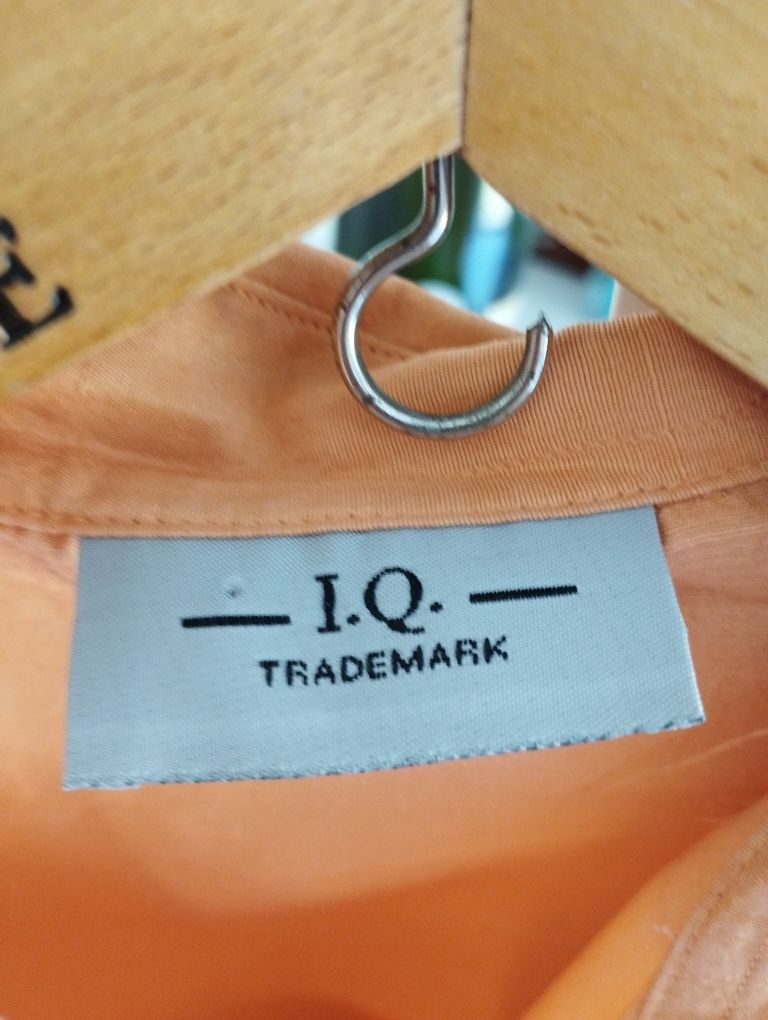 É
— I.Q. —
TRADEMARK